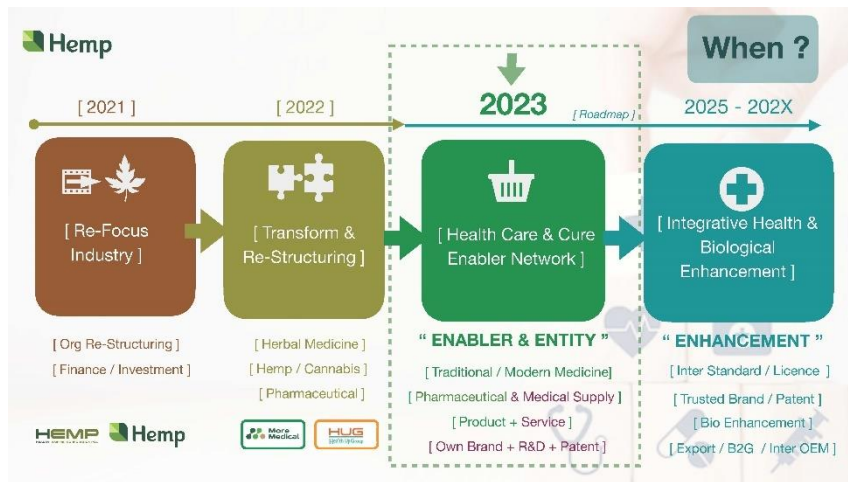 Hemp
When ?
[ 2021 ]
[ 2022 ]
2023
[ Roadmap ]
2025 - 202X
[ Re-Focus
Industry ]
[ Transform &
Re-Structuring ]
[ Health Care & Cure
Enabler Network ]
[ Integrative Health &
Biological
Enhancement ]
[ Org Re-Structuring ]
[ Finance / Investment ]
[ Herbal Medicine ]
[ Hemp / Cannabis ]
[ Pharmaceutical ]
“ ENABLER & ENTITY ”
[ Traditional / Modern Medicine]
[ Pharmaceutical & Medical Supply ]
[ Product + Service ]
[ Own Brand + R&D + Patent ]
“ ENHANCEMENT ”
[ Inter Standard / Licence ]
[ Trusted Brand / Patent ]
[ Bio Enhancement ]
[ Export / B2G / Inter OEM ]
HEMP
Hemp
More
Medical
HUG